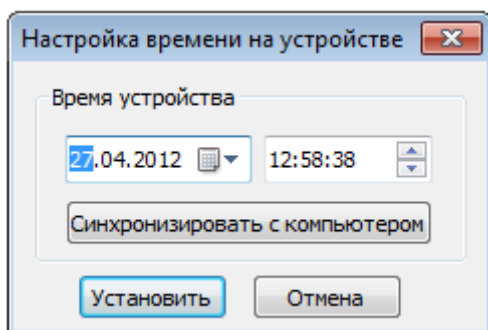 Настройка времени на устройстве
Время устройства
27.04.2012 12:58:38
Синхронизировать с компьютером
Установить Отмена